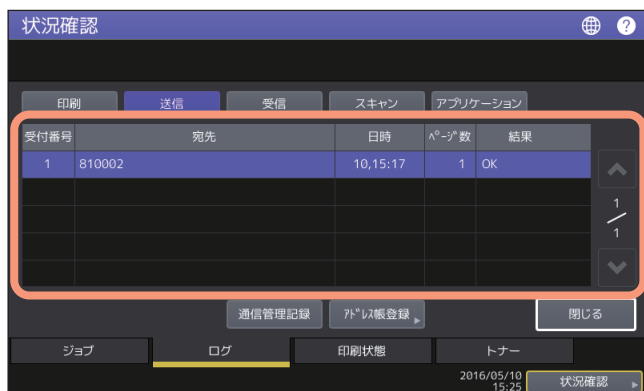 状況確認 ?
印刷 送信 受信 スキャン アプリケーション
受付番号 宛先 日時 ﾍﾟｰｼﾞ数 結果
1 810002 10,15:17 1 OK
1
1
通信管理記録 ｱﾄﾞﾚｽ帳登録 閉じる
ジョブ ログ 印刷状態 トナー
2016/05/10
15:25 状況確認